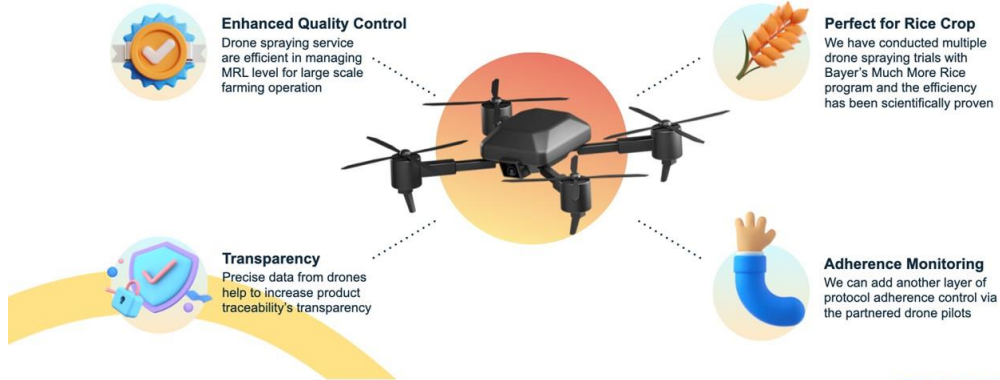 Enhanced Quality Control
Drone spraying service
are efficient in managing
MRL level for large scale
farming operation
Perfect for Rice Crop
We have conducted multiple
drone spraying trials with
Bayer's Much More Rice
program and the efficiency
has been scientifically proven
Transparency
Precise data from drones
help to increase product
traceability's transparency
Adherence Monitoring
We can add another layer of
protocol adherence control via
the partnered drone pilots